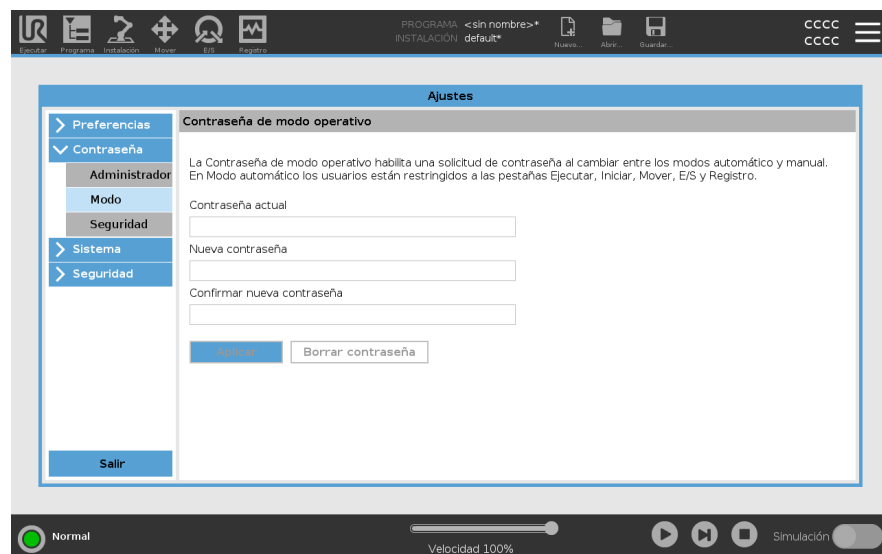 UR
PROGRAMA <sin nombre>*
INSTALACIÓN default*
CCCC
CCCC
Ejecutar Programa Instalación Mover E/S Registro Nuevo... Abrir... Guardar...
Ajustes
Preferencias
Contraseña
Administrador
Modo
Seguridad
Sistema
Seguridad
Salir
Contraseña de modo operativo
La Contraseña de modo operativo habilita una solicitud de contraseña al cambiar entre los modos automático y manual.
En Modo automático los usuarios están restringidos a las pestañas Ejecutar, Iniciar, Mover, E/S y Registro.
Contraseña actual
Nueva contraseña
Confirmar nueva contraseña
Aplicar Borrar contraseña
Normal
Velocidad 100%
Simulación